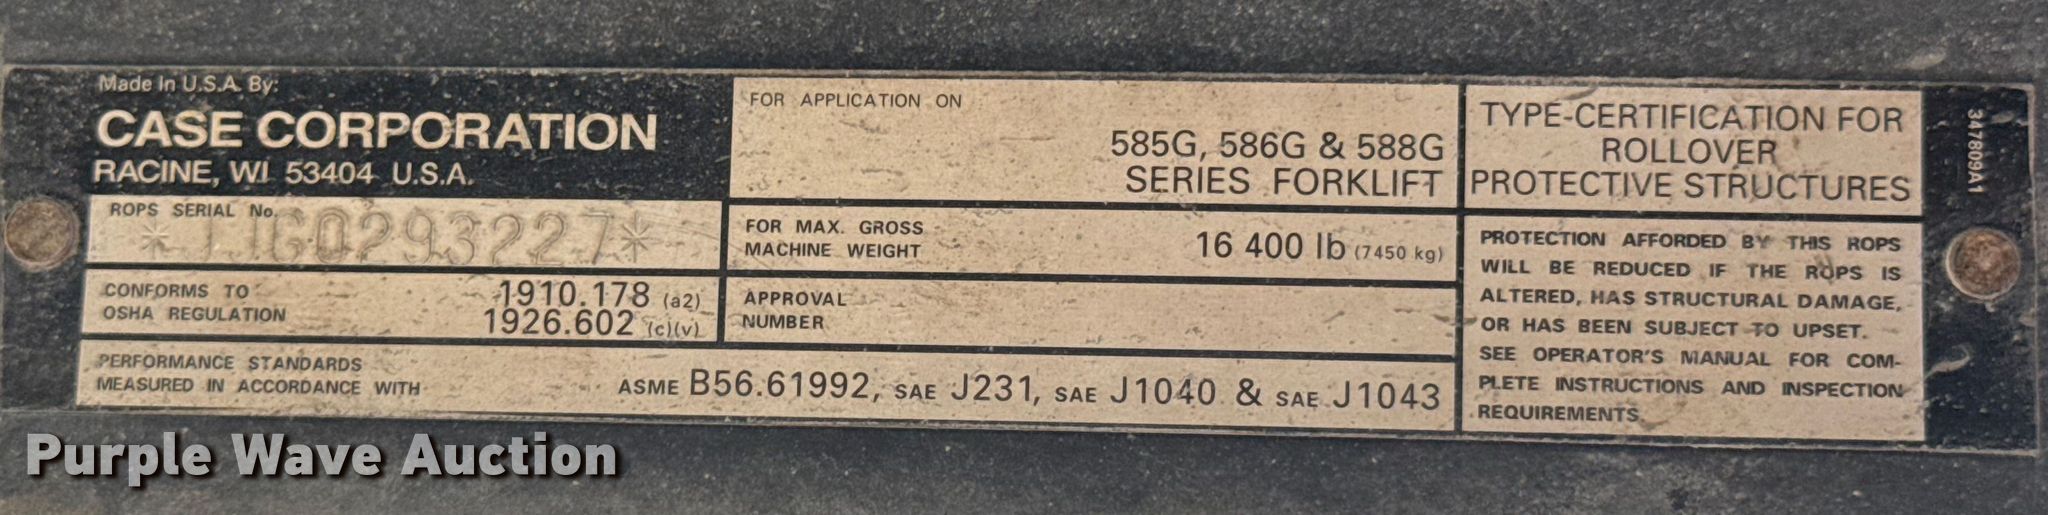 Made In U.S.A. By:
CASE CORPORATION
RACINE, WI 53404 U.S.A.
ROPS SERIAL No.
*JJG0293227*
CONFORMS TO
OSHA REGULATION
1910.178 (a2)
1926.602 (c)(v)
PERFORMANCE STANDARDS
MEASURED IN ACCORDANCE WITH
ASME B56.61992, SAE J231, SAE J1040 & SAE J1043
FOR APPLICATION ON
585G, 586G & 588G
SERIES FORKLIFT
FOR MAX. GROSS
MACHINE WEIGHT
16 400 lb (7450 kg)
APPROVAL
NUMBER
TYPE-CERTIFICATION FOR
ROLLOVER
PROTECTIVE STRUCTURES
PROTECTION AFFORDED BY THIS ROPS
WILL BE REDUCED IF THE ROPS IS
ALTERED, HAS STRUCTURAL DAMAGE,
OR HAS BEEN SUBJECT TO UPSET.
SEE OPERATOR'S MANUAL FOR COM-
PLETE INSTRUCTIONS AND INSPECTION
REQUIREMENTS.
347809A1
Purple Wave Auction